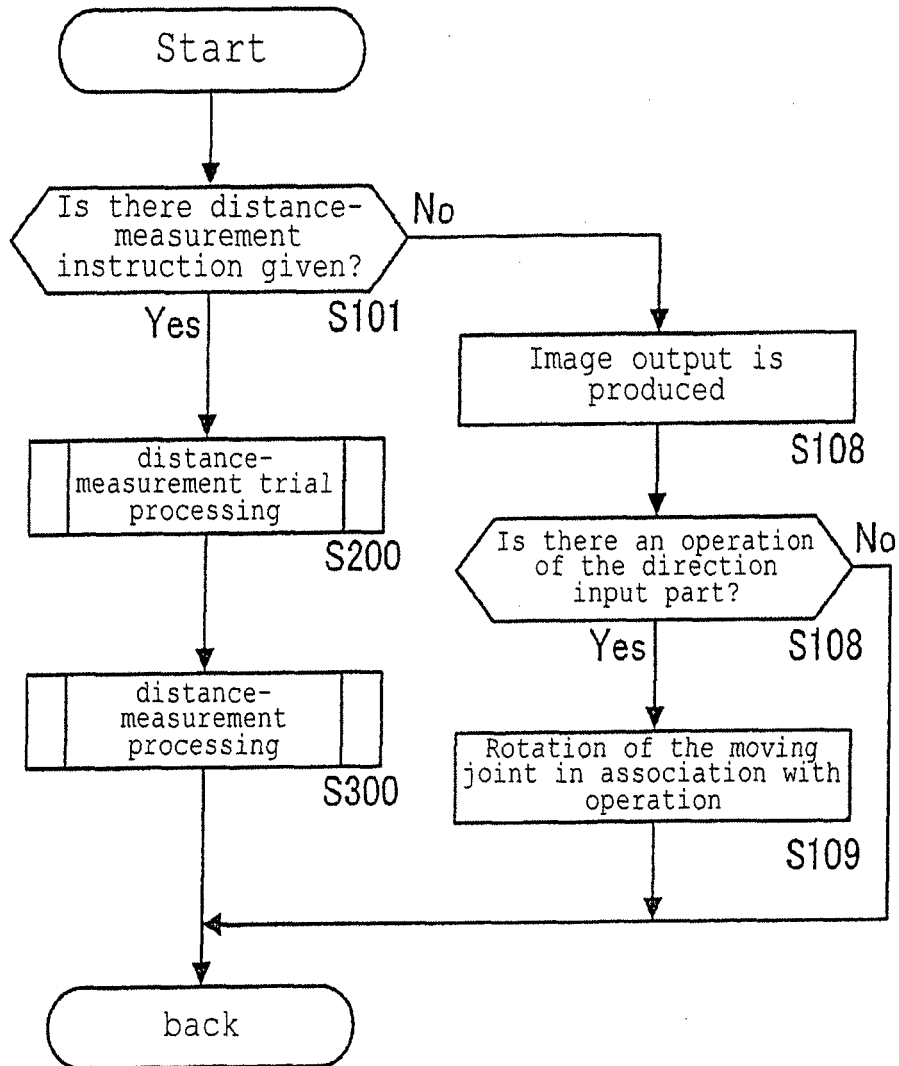 Start
Is there distance-
measurement
instruction given?
No
Yes
S101
Image output is
produced
S108
distance-
measurement trial
processing
S200
Is there an operation
of the direction
input part?
No
Yes
S108
distance-
measurement
processing
S300
Rotation of the moving
joint in association with
operation
S109
back